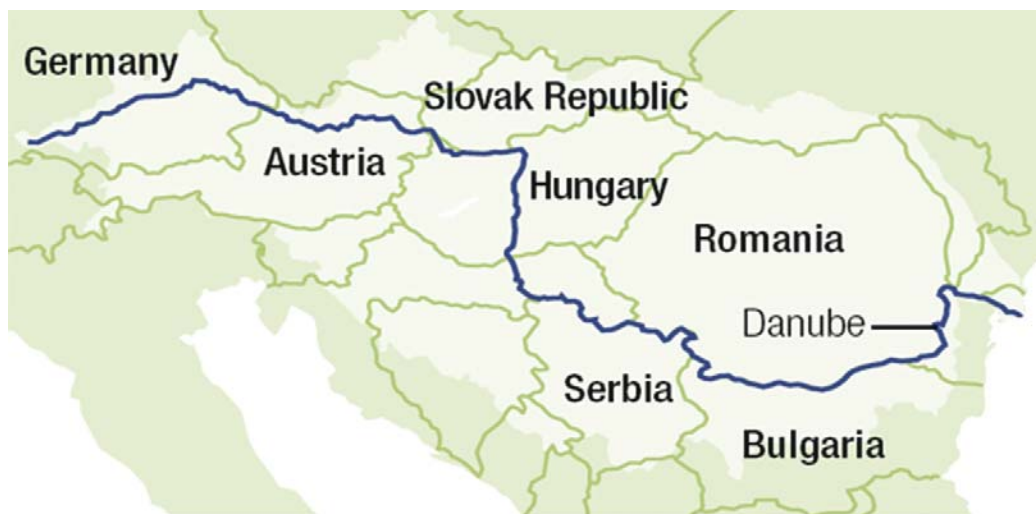 Germany
Slovak Republic
Austria
Hungary
Romania
Danube
Serbia
Bulgaria